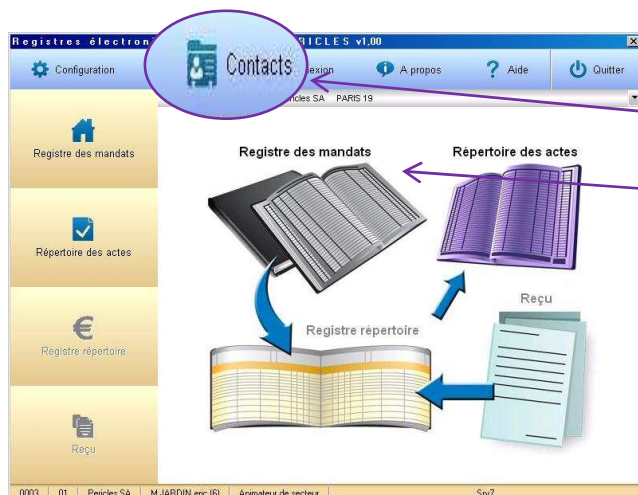 Registres électron RICLES v1,00
Configuration Contacts nexion A propos ? Aide Quitter
ricles SA PARIS 19
Registre des mandats
Répertoire des actes
Registre répertoire
Reçu
Registre des mandats
Répertoire des actes
Registre répertoire
Reçu
0003 01 Pericles SA M JARDIN eric (6) Animateur de secteur Srv7